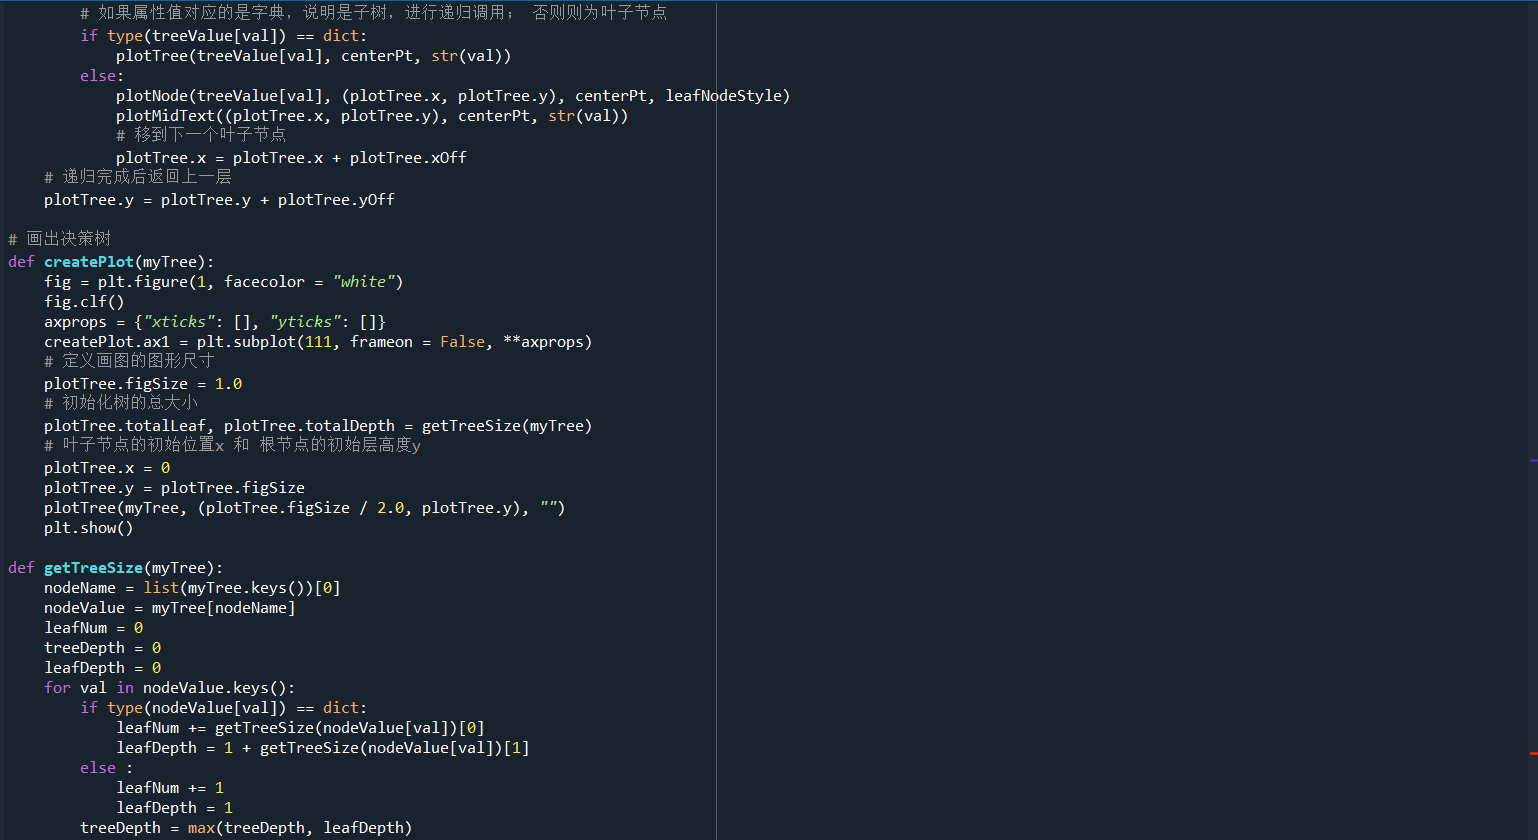 # 如果属性值对应的是字典，说明是子树，进行递归调用； 否则则为叶子节点
if type(treeValue[val]) == dict:
plotTree(treeValue[val], centerPt, str(val))
else:
plotNode(treeValue[val], (plotTree.x, plotTree.y), centerPt, leafNodeStyle)
plotMidText((plotTree.x, plotTree.y), centerPt, str(val))
# 移到下一个叶子节点
plotTree.x = plotTree.x + plotTree.xOff
# 递归完成后返回上一层
plotTree.y = plotTree.y + plotTree.yOff
# 画出决策树
def createPlot(myTree):
fig = plt.figure(1, facecolor = "white")
fig.clf()
axprops = {"xticks": [], "yticks": []}
createPlot.ax1 = plt.subplot(111, frameon = False, **axprops)
# 定义画图的图形尺寸
plotTree.figSize = 1.0
# 初始化树的总大小
plotTree.totalLeaf, plotTree.totalDepth = getTreeSize(myTree)
# 叶子节点的初始位置x 和 根节点的初始层高度y
plotTree.x = 0
plotTree.y = plotTree.figSize
plotTree(myTree, (plotTree.figSize / 2.0, plotTree.y), "")
plt.show()
def getTreeSize(myTree):
nodeName = list(myTree.keys())[0]
nodeValue = myTree[nodeName]
leafNum = 0
treeDepth = 0
leafDepth = 0
for val in nodeValue.keys():
if type(nodeValue[val]) == dict:
leafNum += getTreeSize(nodeValue[val])[0]
leafDepth = 1 + getTreeSize(nodeValue[val])[1]
else :
leafNum += 1
leafDepth = 1
treeDepth = max(treeDepth, leafDepth)